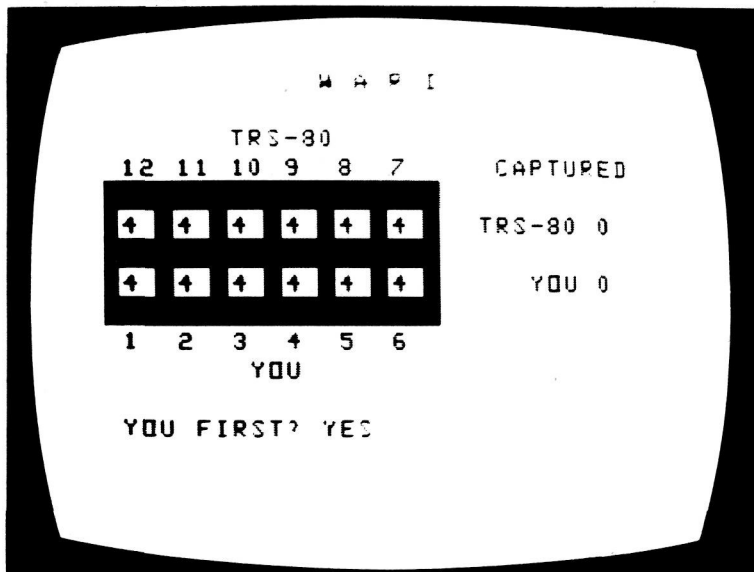 W A R I
TRS-80
12 11 10 9 8 7 CAPTURED
4 4 4 4 4 4 TRS-80 0
4 4 4 4 4 4 YOU 0
1 2 3 4 5 6
YOU
YOU FIRST? YES